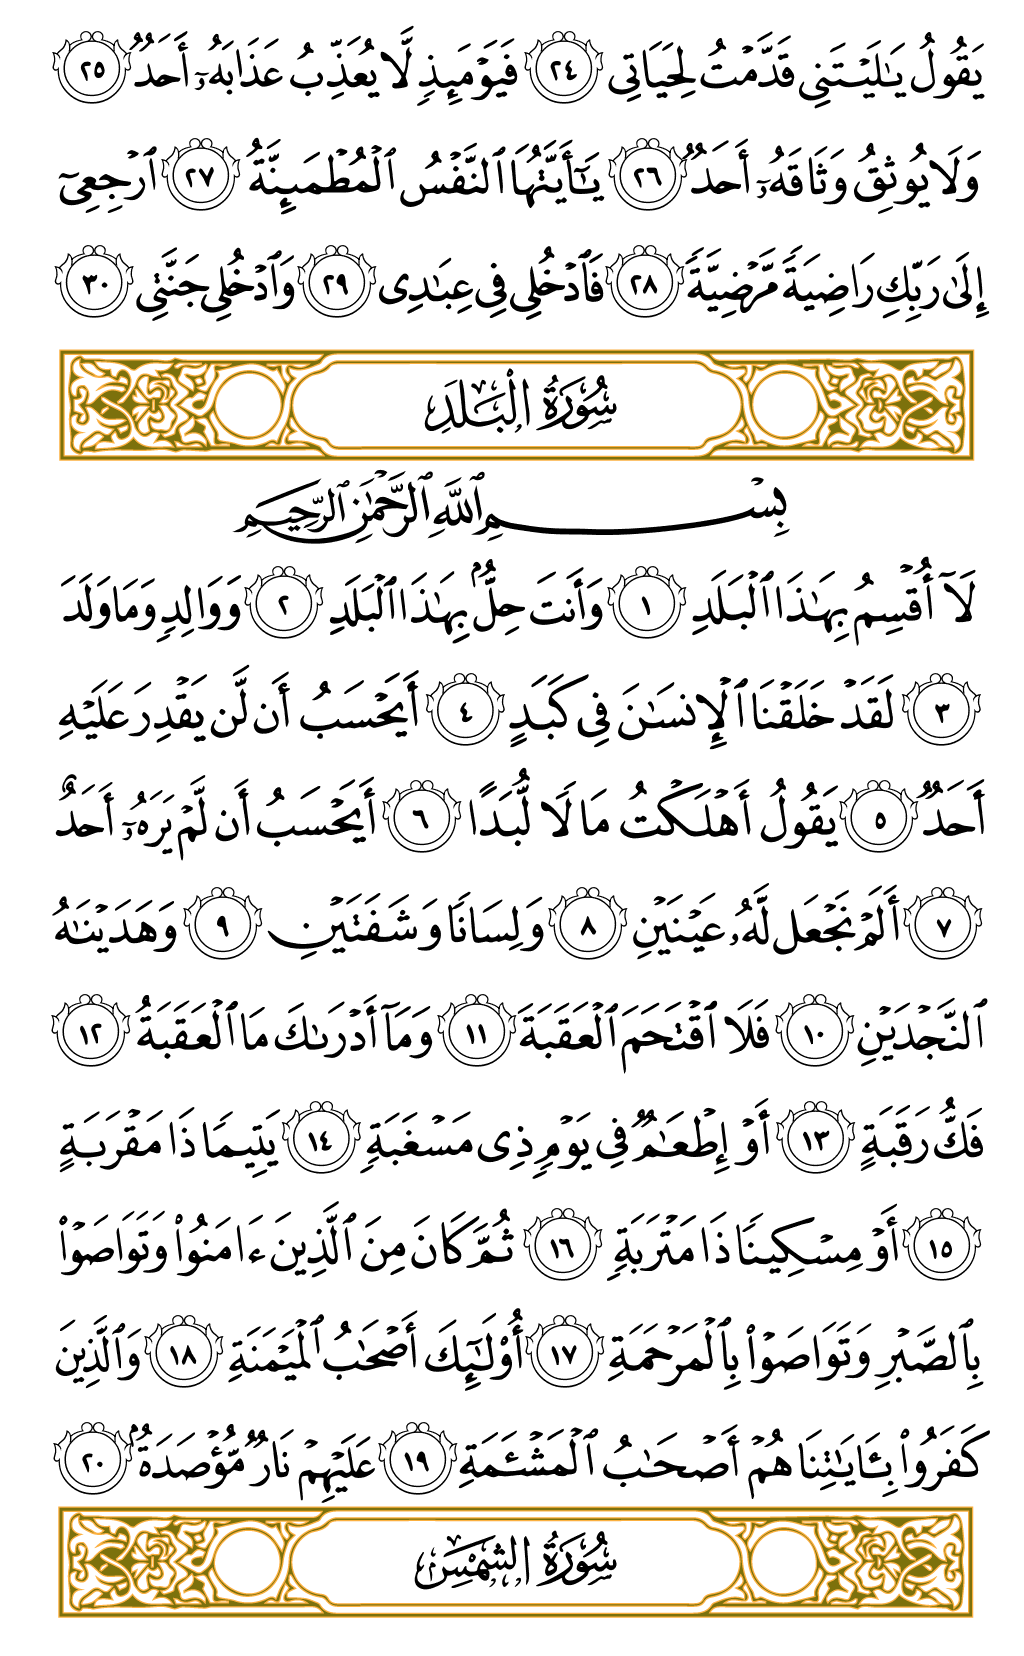 يَقُولُ يَٰلَيۡتَنِي قَدَّمۡتُ لِحَيَاتِي ٢٤ فَيَوۡمَئِذٖ لَّا يُعَذِّبُ عَذَابَهُۥٓ أَحَدٞ ٢٥
وَلَا يُوثِقُ وَثَاقَهُۥٓ أَحَدٞ ٢٦ يَٰٓأَيَّتُهَا ٱلنَّفۡسُ ٱلۡمُطۡمَئِنَّةُ ٢٧ ٱرۡجِعِيٓ
إِلَىٰ رَبِّكِ رَاضِيَةٗ مَّرۡضِيَّةٗ ٢٨ فَٱدۡخُلِي فِي عِبَٰدِي ٢٩ وَٱدۡخُلِي جَنَّتِي ٣٠
سُورَةُ الْبَلَدِ
بِسۡمِ ٱللَّهِ ٱلرَّحۡمَٰنِ ٱلرَّحِيمِ
لَآ أُقۡسِمُ بِهَٰذَا ٱلۡبَلَدِ ١ وَأَنتَ حِلُّۢ بِهَٰذَا ٱلۡبَلَدِ ٢ وَوَالِدٖ وَمَا وَلَدَ
٣ لَقَدۡ خَلَقۡنَا ٱلۡإِنسَٰنَ فِي كَبَدٍ ٤ أَيَحۡسَبُ أَن لَّن يَقۡدِرَ عَلَيۡهِ
أَحَدٞ ٥ يَقُولُ أَهۡلَكۡتُ مَالٗا لُّبَدًا ٦ أَيَحۡسَبُ أَن لَّمۡ يَرَهُۥٓ أَحَدٌ
٧ أَلَمۡ نَجۡعَل لَّهُۥ عَيۡنَيۡنِ ٨ وَلِسَانٗا وَشَفَتَيۡنِ ٩ وَهَدَيۡنَٰهُ
ٱلنَّجۡدَيۡنِ ١٠ فَلَا ٱقۡتَحَمَ ٱلۡعَقَبَةَ ١١ وَمَآ أَدۡرَىٰكَ مَا ٱلۡعَقَبَةُ ١٢
فَكُّ رَقَبَةٍ ١٣ أَوۡ إِطۡعَٰمٞ فِي يَوۡمٖ ذِي مَسۡغَبَةٖ ١٤ يَتِيمٗا ذَا مَقۡرَبَةٍ
١٥ أَوۡ مِسۡكِينٗا ذَا مَتۡرَبَةٖ ١٦ ثُمَّ كَانَ مِنَ ٱلَّذِينَ ءَامَنُواْ وَتَوَاصَوۡاْ
بِٱلصَّبۡرِ وَتَوَاصَوۡاْ بِٱلۡمَرۡحَمَةِ ١٧ أُوْلَٰٓئِكَ أَصۡحَٰبُ ٱلۡمَيۡمَنَةِ ١٨ وَٱلَّذِينَ
كَفَرُواْ بِـَٔايَٰتِنَا هُمۡ أَصۡحَٰبُ ٱلۡمَشۡـَٔمَةِ ١٩ عَلَيۡهِمۡ نَارٞ مُّؤۡصَدَةُۢ ٢٠
سُورَةُ الشَّمْسِ